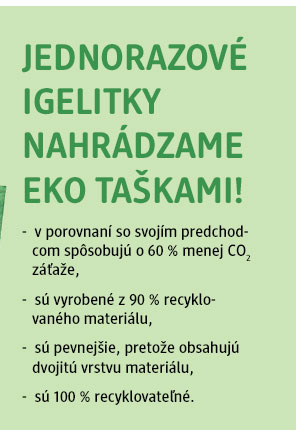 JEDNORAZOVÉ
IGELITKY
NAHRÁDZAME
EKO TAŠKAMI!
- v porovnaní so svojím predchod-
com spôsobujú o 60 % menej CO₂
záťaže,
- sú vyrobené z 90 % recyklo-
vaného materiálu,
- sú pevnejšie, pretože obsahujú
dvojitú vrstvu materiálu,
- sú 100 % recyklovateľné.